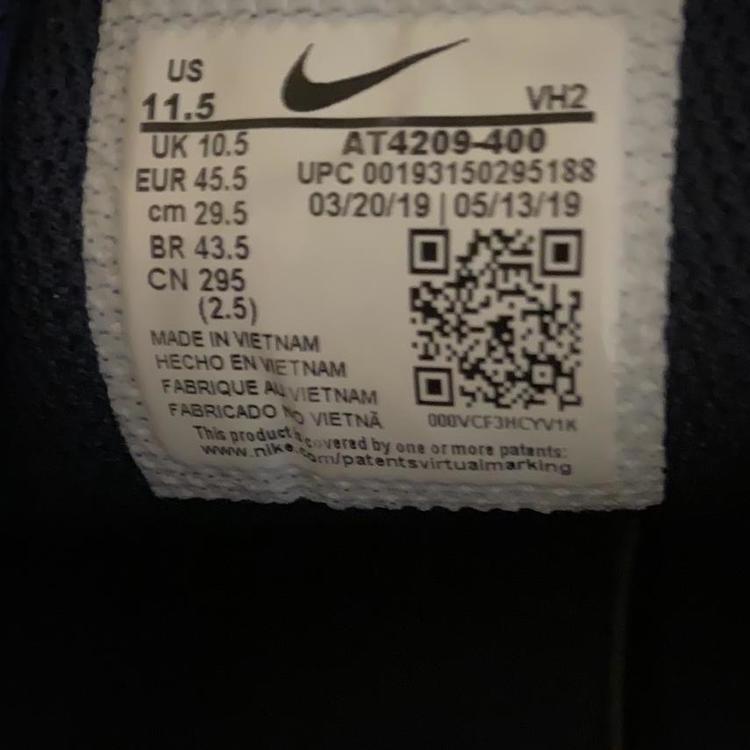 US
11.5
VH2
UK 10.5
AT4209-400
EUR 45.5
UPC 00193150295188
cm 29.5
03/20/19 | 05/13/19
BR 43.5
CN 295
(2.5)
MADE IN VIETNAM
HECHO EN VIETNAM
FABRIQUE AU VIETNAM
FABRICADO NO VIETNÃ
000VCF3HCYV1K
This product is covered by one or more patents:
www.nike.com/patentsvirtualmarking